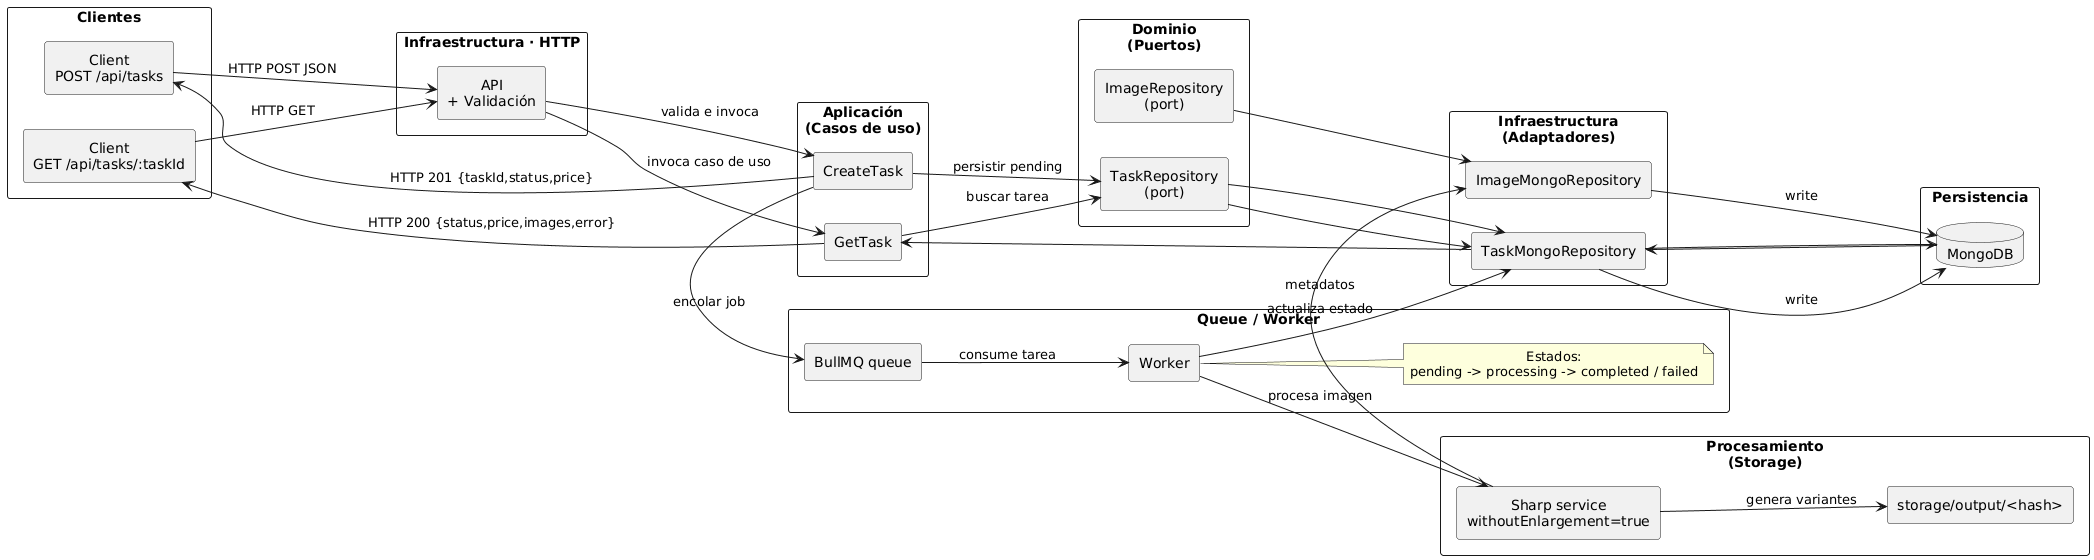 Clientes
Client
POST /api/tasks
Client
GET /api/tasks/:taskId
HTTP POST JSON
HTTP GET
Infraestructura · HTTP
API
+ Validación
valida e invoca
invoca caso de uso
HTTP 201 {taskId,status,price}
HTTP 200 {status,price,images,error}
Aplicación
(Casos de uso)
CreateTask
GetTask
encolar job
persistir pending
buscar tarea
Dominio
(Puertos)
ImageRepository
(port)
TaskRepository
(port)
Infraestructura
(Adaptadores)
ImageMongoRepository
TaskMongoRepository
write
write
Persistencia
MongoDB
metadatos
actualiza estado
Queue / Worker
BullMQ queue
consume tarea
Worker
Estados:
pending -> processing -> completed / failed
procesa imagen
Procesamiento
(Storage)
Sharp service
withoutEnlargement=true
genera variantes
storage/output/<hash>